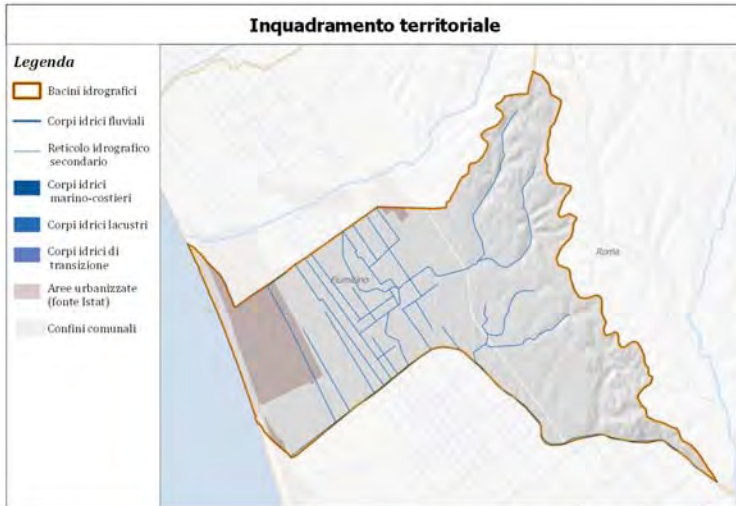 Inquadramento territoriale
Legenda
Bacini idrografici
Corpi idrici fluviali
Reticolo idrografico
secondario
Corpi idrici
marino-costieri
Corpi idrici lacustri
Corpi idrici di
transizione
Aree urbanizzate
(fonte Istat)
Confini comunali
Roma
Fiumicino